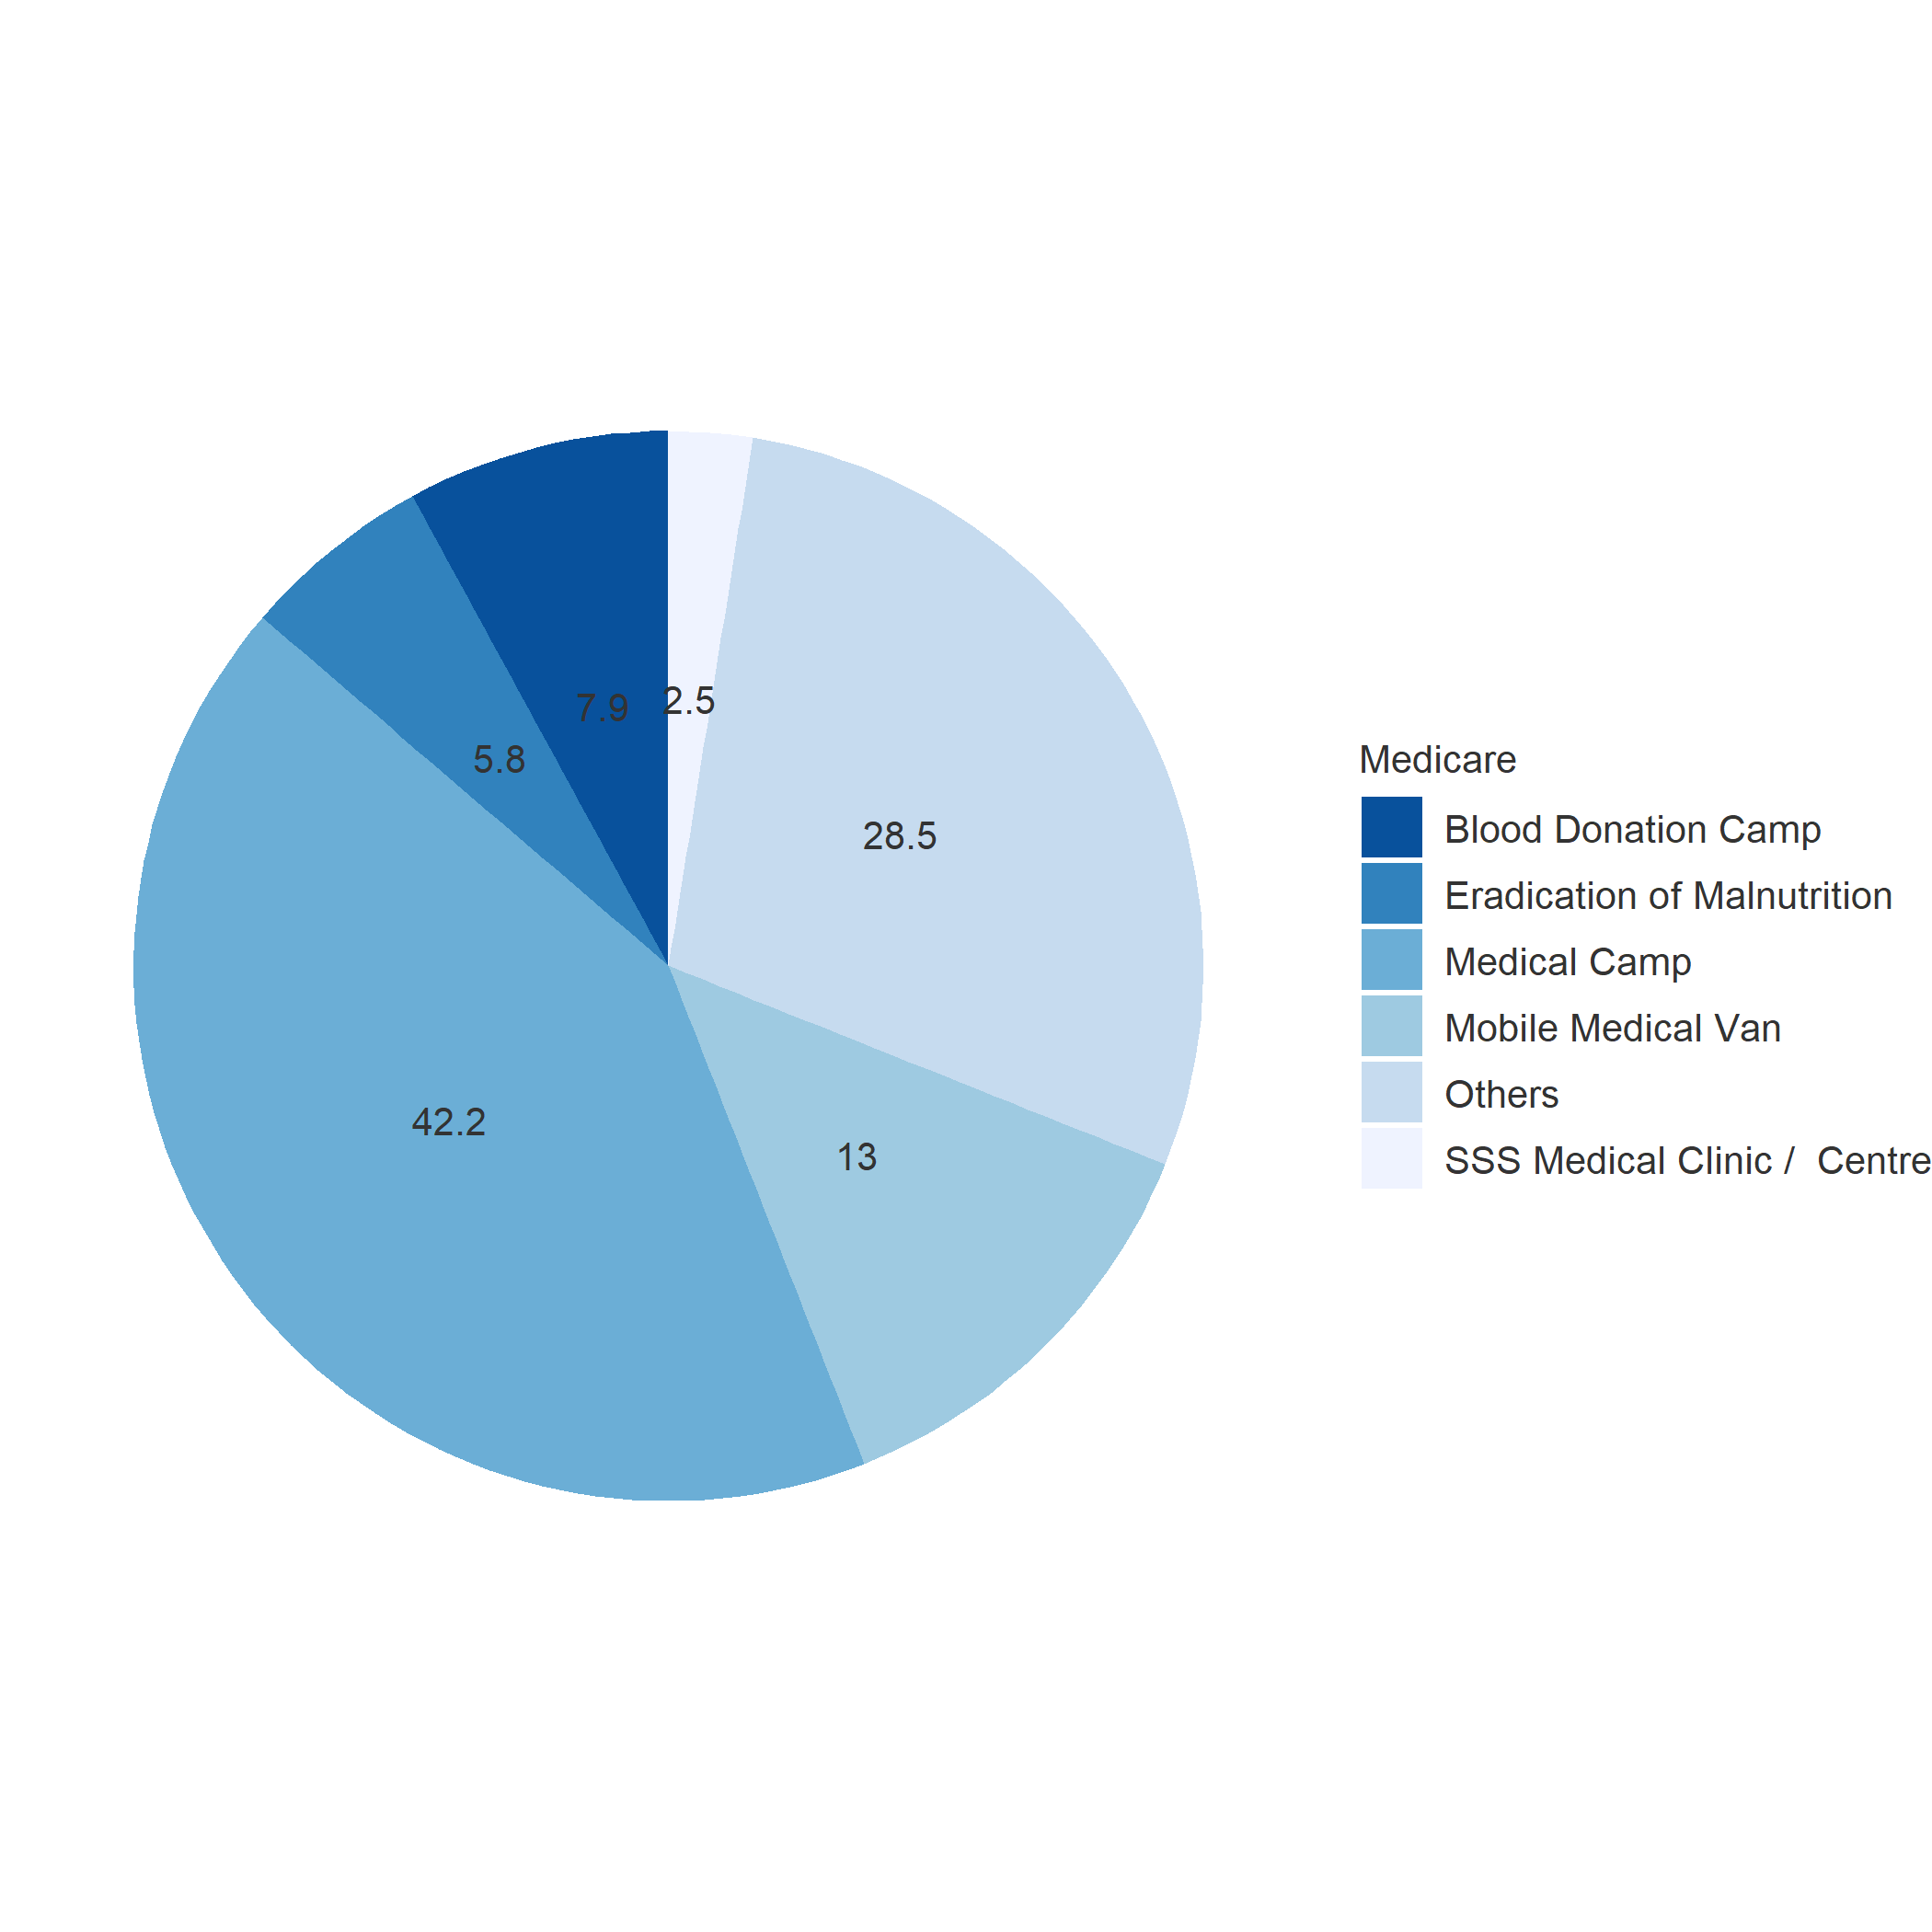 7.9
2.5
5.8
28.5
42.2
13
Medicare
Blood Donation Camp
Eradication of Malnutrition
Medical Camp
Mobile Medical Van
Others
SSS Medical Clinic /  Centre